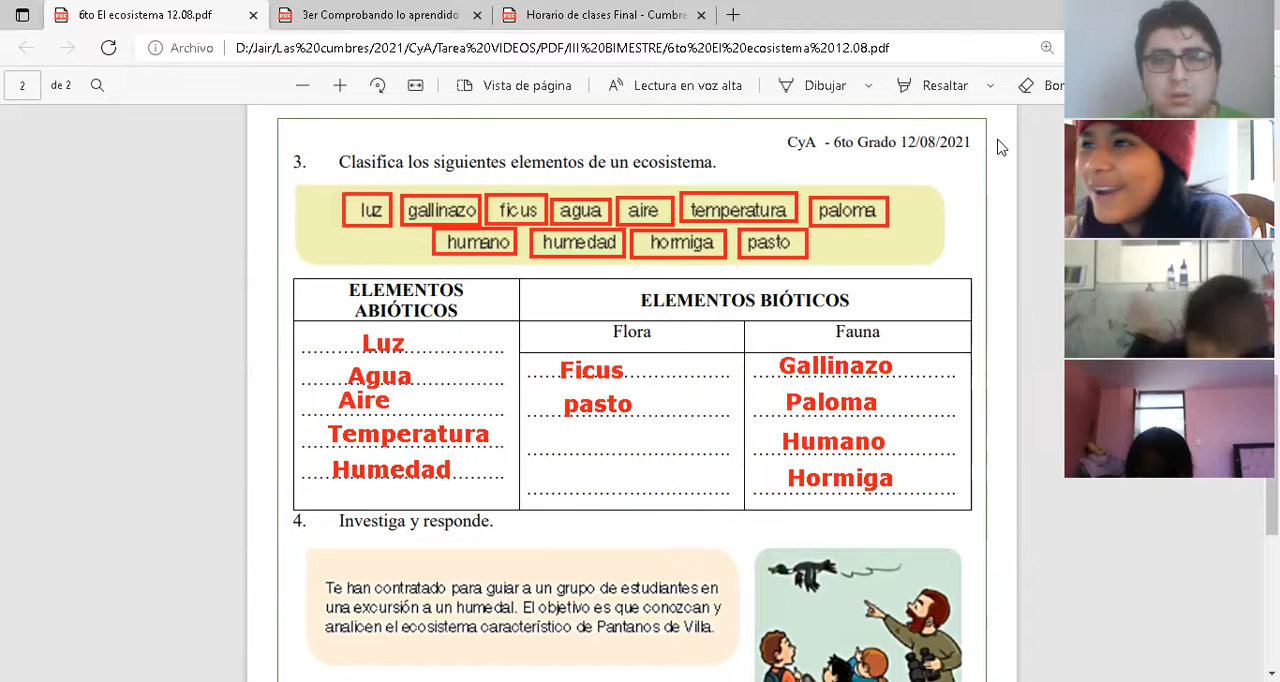 6to El ecosistema 12.08.pdf
3er Comprobando lo aprendido
Horario de clases Final - Cumbre
Archivo D:/Jair/Las%20cumbres/2021/CyA/Tarea%20VIDEOS/PDF/III%20BIMESTRE/6to%20El%20ecosistema%2012.08.pdf
2 de 2 Vista de página Lectura en voz alta Dibujar Resaltar Bor
CyA - 6to Grado 12/08/2021
3. Clasifica los siguientes elementos de un ecosistema.
luz gallinazo ficus agua aire temperatura paloma
humano humedad hormiga pasto
ELEMENTOS ABIÓTICOS
ELEMENTOS BIÓTICOS
Flora Fauna
Luz
Agua
Aire
Temperatura
Humedad
Ficus
pasto
Gallinazo
Paloma
Humano
Hormiga
4. Investiga y responde.
Te han contratado para guiar a un grupo de estudiantes en
una excursión a un humedal. El objetivo es que conozcan y
analicen el ecosistema característico de Pantanos de Villa.